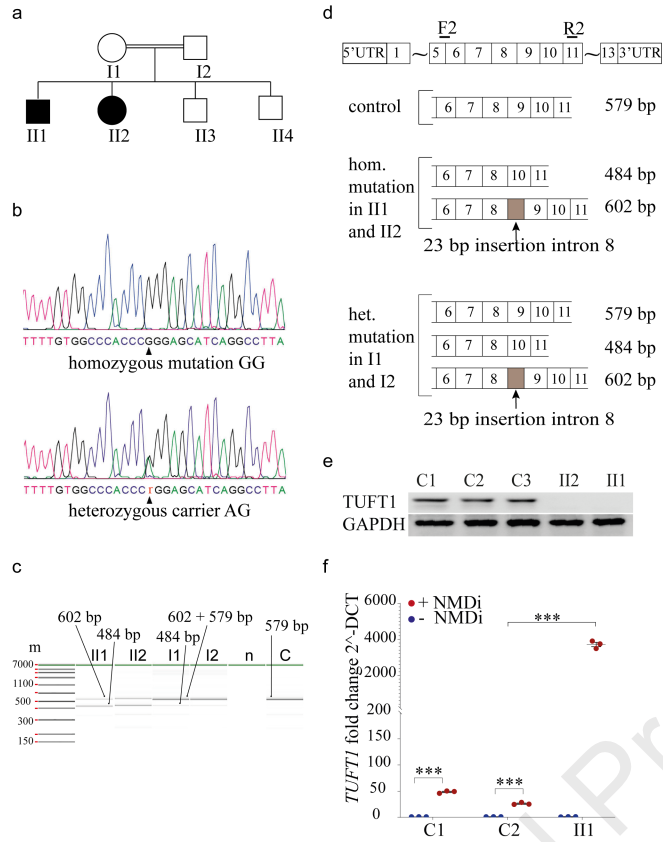 a
I1
I2
II1
II2
II3
II4
b
TTTTGTGGCCCACCCGGGAGCATCAGGCCTTA
homozygous mutation GG
TTTTGTGGCCCACCCrGGAGCATCAGGCCTTA
heterozygous carrier AG
c
602 bp
484 bp
602 + 579 bp
484 bp
579 bp
m
II1
II2
I1
I2
n
C
7000
1100
500
300
150
d
F2
R2
5'UTR 1 ~ 5 6 7 8 9 10 11 ~ 13 3'UTR
control
6 7 8 9 10 11
579 bp
hom.
mutation
in II1
and II2
6 7 8 10 11
484 bp
6 7 8 9 10 11
602 bp
23 bp insertion intron 8
het.
mutation
in I1
and I2
6 7 8 9 10 11
579 bp
6 7 8 10 11
484 bp
6 7 8 9 10 11
602 bp
23 bp insertion intron 8
e
C1 C2 C3 II2 II1
TUFT1
GAPDH
f
+ NMDi
- NMDi
TUFT1 fold change 2^-DCT
6000
4000
2000
200
150
100
50
0
***
***
***
C1
C2
II1